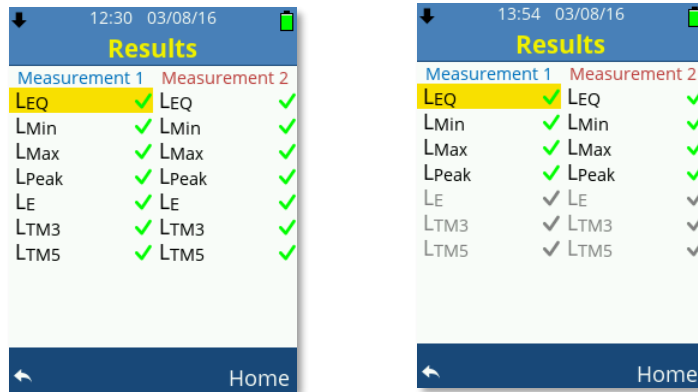 12:30 03/08/16
Results
Measurement 1 Measurement 2
LEQ LEQ
LMin LMin
LMax LMax
LPeak LPeak
LE LE
LTM3 LTM3
LTM5 LTM5
Home
13:54 03/08/16
Results
Measurement 1 Measurement 2
LEQ LEQ
LMin LMin
LMax LMax
LPeak LPeak
LE LE
LTM3 LTM3
LTM5 LTM5
Home